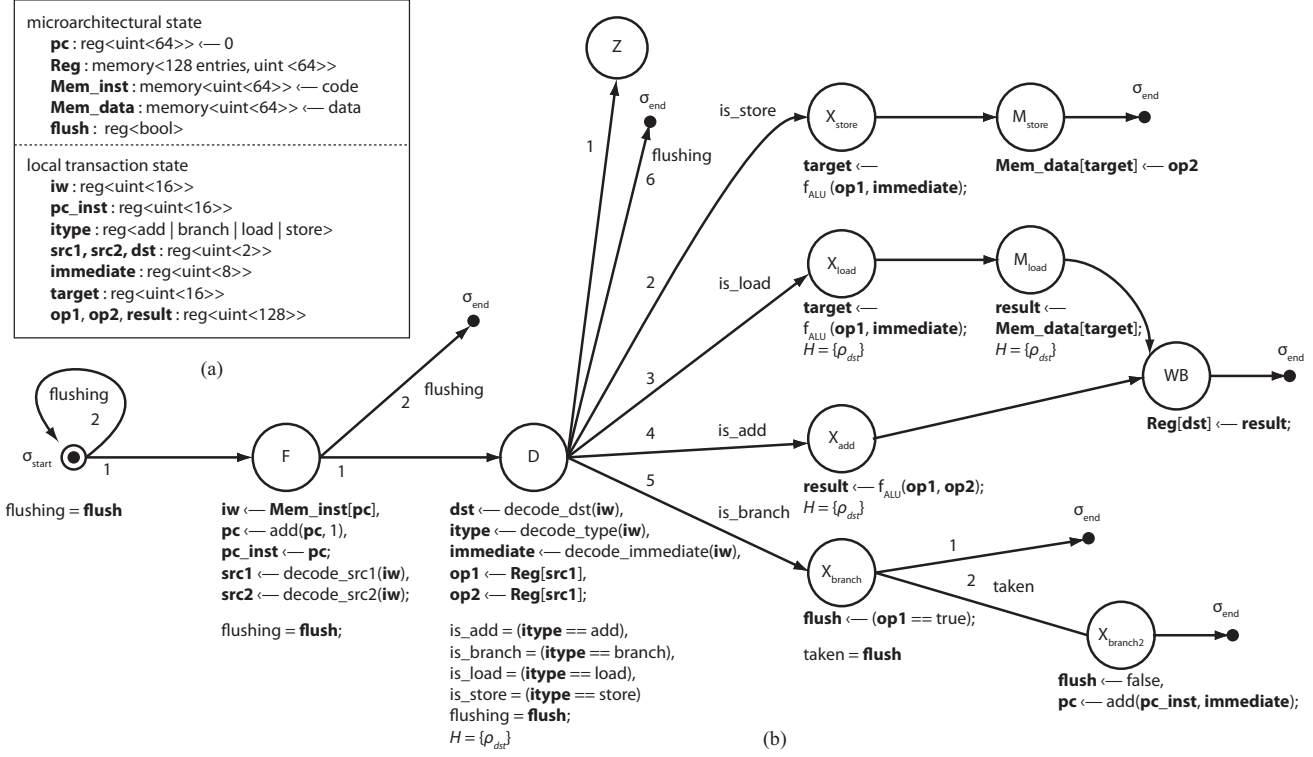 microarchitectural state
pc : reg<uint<64>> ‹— 0
Reg : memory<128 entries, uint <64>>
Mem_inst : memory<uint<64>> ‹— code
Mem_data : memory<uint<64>> ‹— data
flush : reg<bool>
local transaction state
iw : reg<uint<16>>
pc_inst : reg<uint<16>>
itype : reg<add | branch | load | store>
src1, src2, dst : reg<uint<2>>
immediate : reg<uint<8>>
target : reg<uint<16>>
op1, op2, result : reg<uint<128>>
(a)
flushing
2
σstart
1
flushing = flush
F
iw ‹— Mem_inst[pc],
pc ‹— add(pc, 1),
pc_inst ‹— pc;
src1 ‹— decode_src1(iw),
src2 ‹— decode_src2(iw);
flushing = flush;
σend
2
flushing
1
D
dst ‹— decode_dst(iw),
itype ‹— decode_type(iw),
immediate ‹— decode_immediate(iw),
op1 ‹— Reg[src1],
op2 ‹— Reg[src1];
is_add = (itype == add),
is_branch = (itype == branch),
is_load = (itype == load),
is_store = (itype == store)
flushing = flush;
H = {ρdst}
Z
1
σend
flushing
6
2
is_store
Xstore
target ‹—
fALU (op1, immediate);
Mstore
Mem_data[target] ‹— op2
σend
3
is_load
Xload
target ‹—
fALU (op1, immediate);
H = {ρdst}
Mload
result ‹—
Mem_data[target];
H = {ρdst}
WB
Reg[dst] ‹— result;
σend
4
is_add
Xadd
result ‹— fALU(op1, op2);
H = {ρdst}
5
is_branch
Xbranch
flush ‹— (op1 == true);
taken = flush
1
σend
2
taken
Xbranch2
flush ‹— false,
pc ‹— add(pc_inst, immediate);
σend
(b)